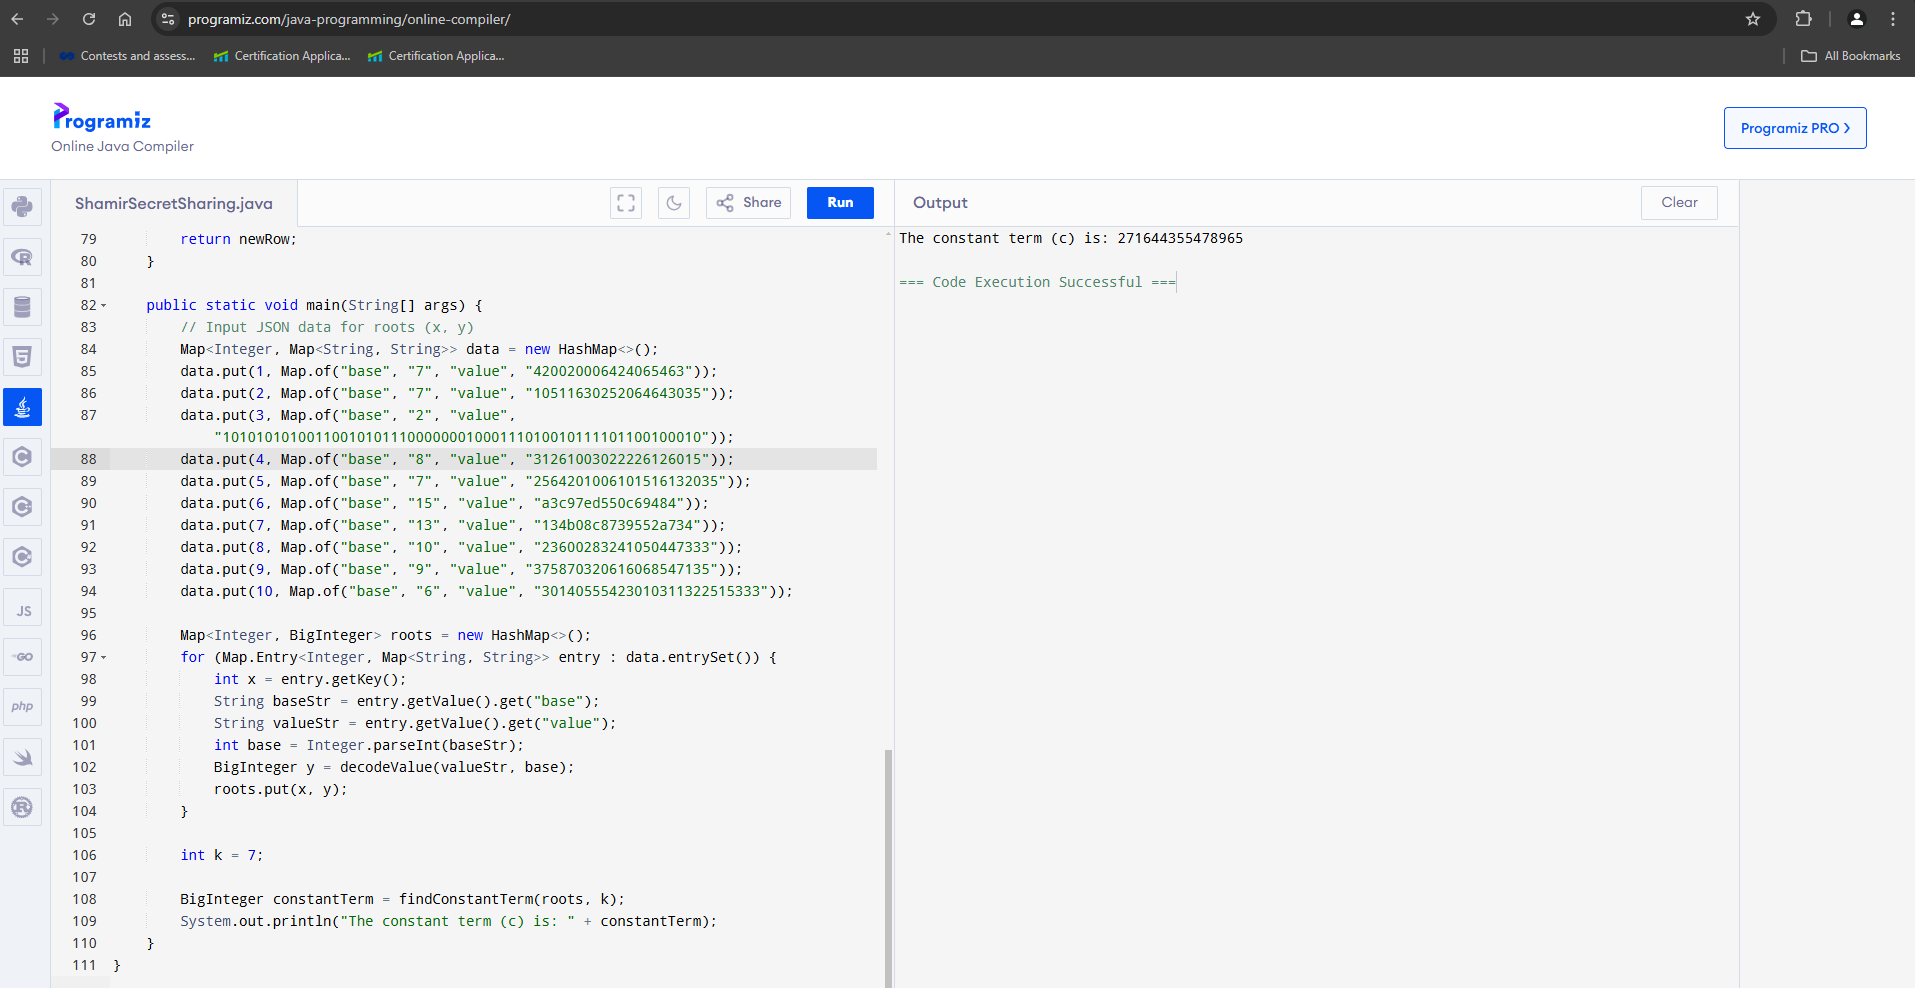 programiz.com/java-programming/online-compiler/
Contests and assess...
Certification Applica...
Certification Applica...
All Bookmarks
Programiz
Online Java Compiler
Programiz PRO >
ShamirSecretSharing.java
Share
Run
Output
Clear
79 return newRow;
80 }
81
82 public static void main(String[] args) {
83 // Input JSON data for roots (x, y)
84 Map<Integer, Map<String, String>> data = new HashMap<>();
85 data.put(1, Map.of("base", "7", "value", "420020006424065463"));
86 data.put(2, Map.of("base", "7", "value", "10511630252064643035"));
87 data.put(3, Map.of("base", "2", "value",
"101010101001100101011100000001000111010010111101100100010"));
88 data.put(4, Map.of("base", "8", "value", "31261003022226126015"));
89 data.put(5, Map.of("base", "7", "value", "2564201006101516132035"));
90 data.put(6, Map.of("base", "15", "value", "a3c97ed550c69484"));
91 data.put(7, Map.of("base", "13", "value", "134b08c8739552a734"));
92 data.put(8, Map.of("base", "10", "value", "23600283241050447333"));
93 data.put(9, Map.of("base", "9", "value", "375870320616068547135"));
94 data.put(10, Map.of("base", "6", "value", "30140555423010311322515333"));
95
96 Map<Integer, BigInteger> roots = new HashMap<>();
97 for (Map.Entry<Integer, Map<String, String>> entry : data.entrySet()) {
98 int x = entry.getKey();
99 String baseStr = entry.getValue().get("base");
100 String valueStr = entry.getValue().get("value");
101 int base = Integer.parseInt(baseStr);
102 BigInteger y = decodeValue(valueStr, base);
103 roots.put(x, y);
104 }
105
106 int k = 7;
107
108 BigInteger constantTerm = findConstantTerm(roots, k);
109 System.out.println("The constant term (c) is: " + constantTerm);
110 }
111 }
The constant term (c) is: 271644355478965
=== Code Execution Successful ===
JS
GO
php